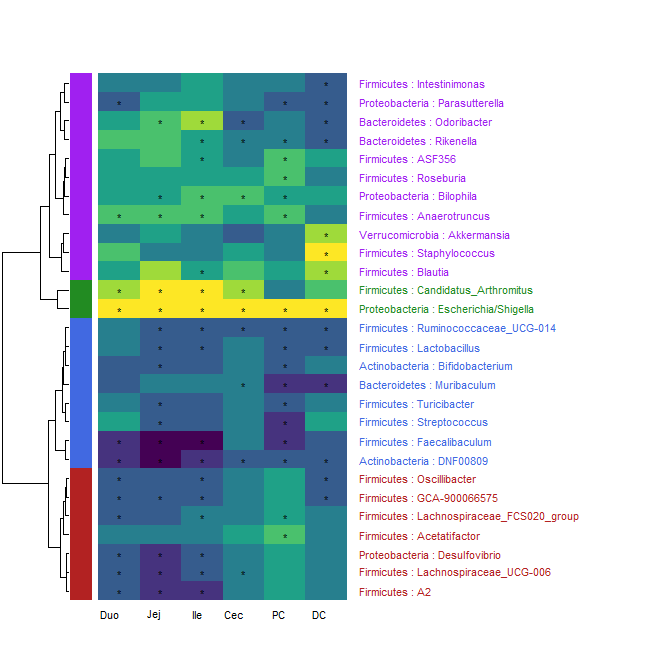 Firmicutes : Intestinimonas
Proteobacteria : Parasutterella
Bacteroidetes : Odoribacter
Bacteroidetes : Rikenella
Firmicutes : ASF356
Firmicutes : Roseburia
Proteobacteria : Bilophila
Firmicutes : Anaerotruncus
Verrucomicrobia : Akkermansia
Firmicutes : Staphylococcus
Firmicutes : Blautia
Firmicutes : Candidatus_Arthromitus
Proteobacteria : Escherichia/Shigella
Firmicutes : Ruminococcaceae_UCG-014
Firmicutes : Lactobacillus
Actinobacteria : Bifidobacterium
Bacteroidetes : Muribaculum
Firmicutes : Turicibacter
Firmicutes : Streptococcus
Firmicutes : Faecalibaculum
Actinobacteria : DNF00809
Firmicutes : Oscillibacter
Firmicutes : GCA-900066575
Firmicutes : Lachnospiraceae_FCS020_group
Firmicutes : Acetatifactor
Proteobacteria : Desulfovibrio
Firmicutes : Lachnospiraceae_UCG-006
Firmicutes : A2
Duo Jej Ile Cec PC DC